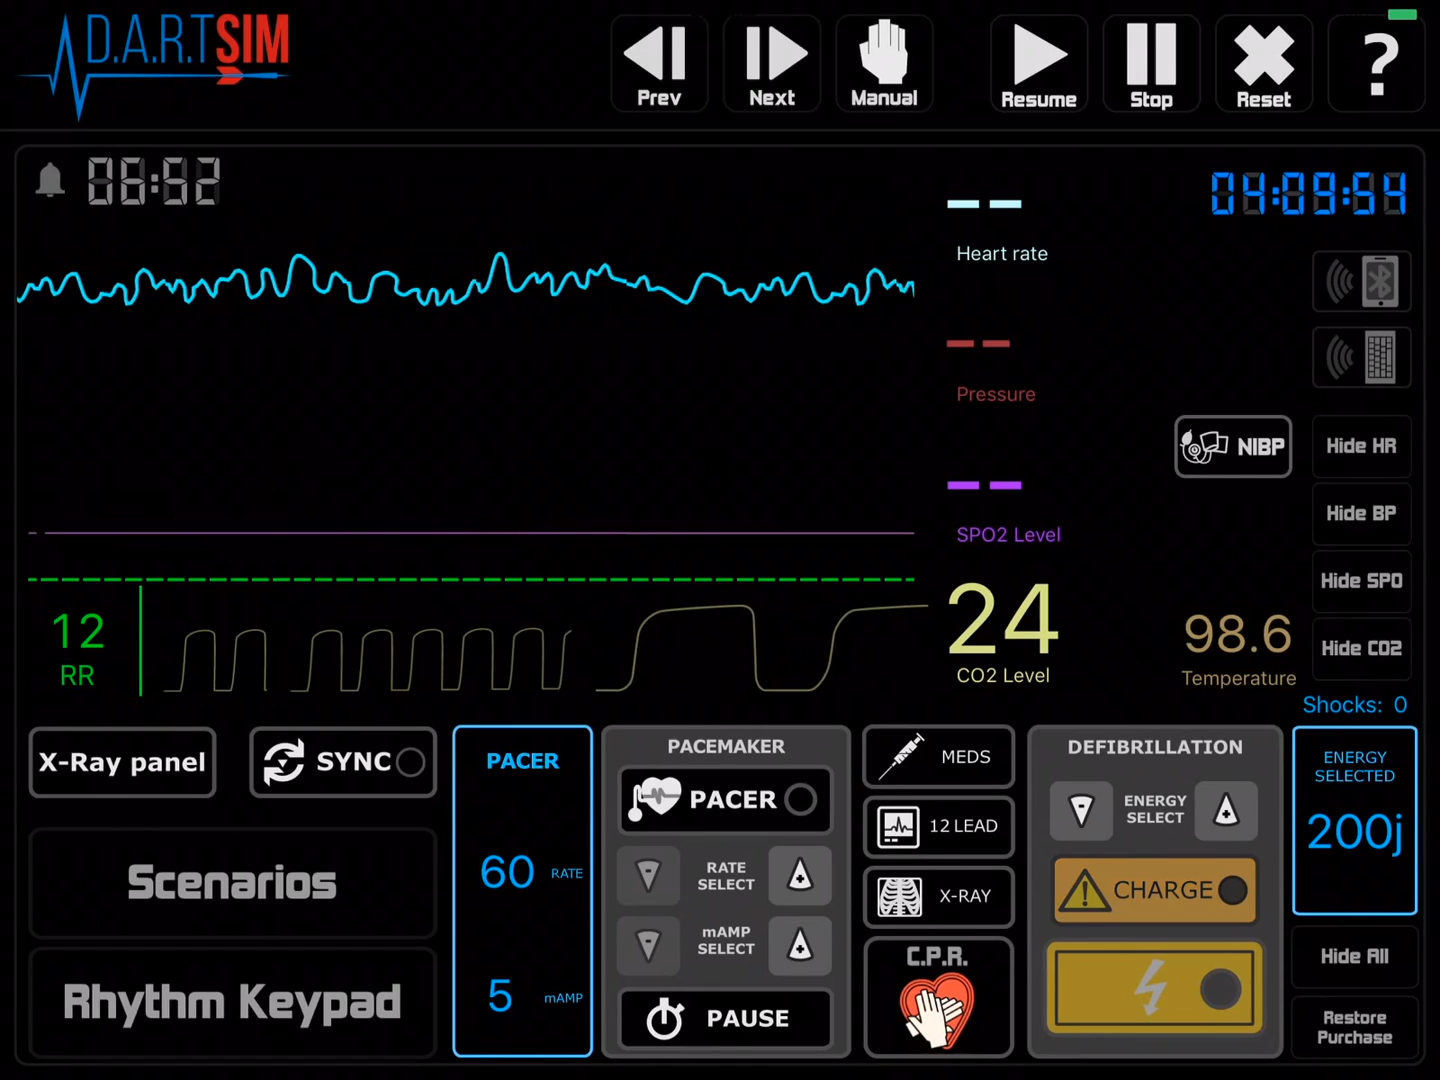 D.A.R.T SIM
Prev
Next
Manual
Resume
Stop
Reset
?
06:52
04:09:54
Heart rate
Pressure
NIBP
Hide HR
Hide BP
SPO2 Level
Hide SPO
12
RR
24
CO2 Level
98.6
Temperature
Hide CO2
Shocks: 0
X-Ray panel
SYNC
PACER
60 RATE
5 mAMP
PACEMAKER
PACER
RATE
SELECT
mAMP
SELECT
PAUSE
MEDS
12 LEAD
X-RAY
C.P.R.
DEFIBRILLATION
ENERGY
SELECT
CHARGE
ENERGY
SELECTED
200j
Scenarios
Rhythm Keypad
Hide All
Restore
Purchase